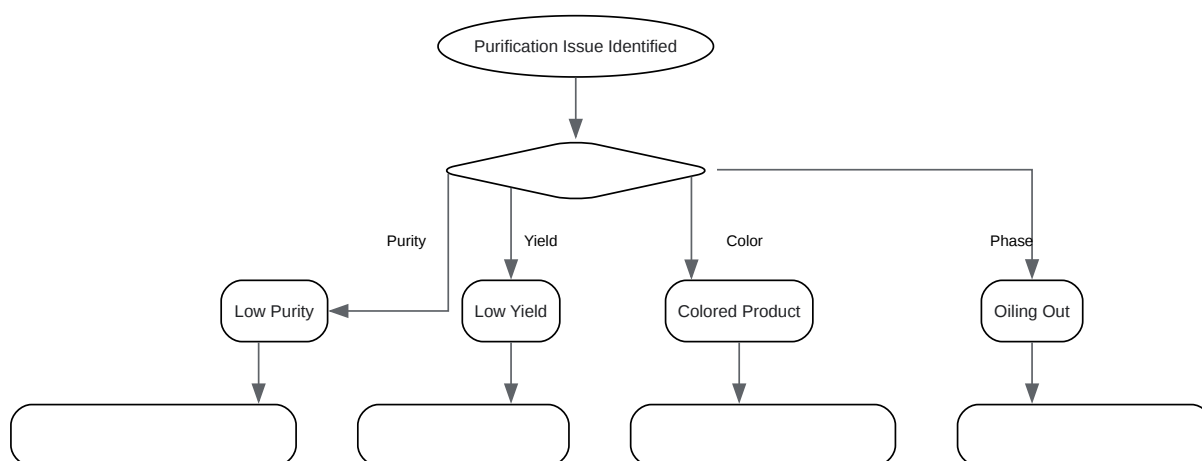 Purification Issue Identified
Purity
Yield
Color
Phase
Low Purity
Low Yield
Colored Product
Oiling Out